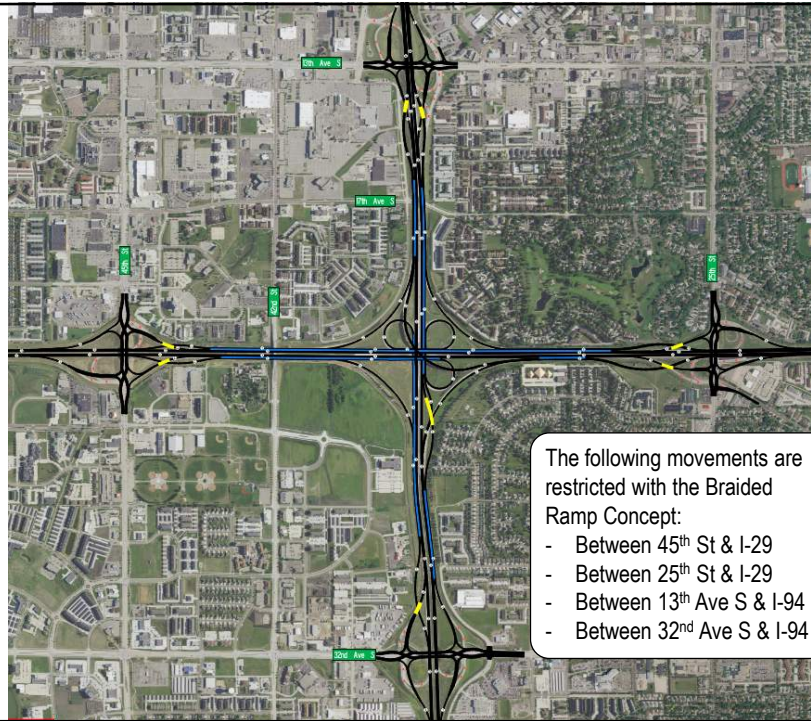 13th Ave S
17th Ave S
45th St
42nd St
25th St
The following movements are
restricted with the Braided
Ramp Concept:
- Between 45th St & I-29
- Between 25th St & I-29
- Between 13th Ave S & I-94
- Between 32nd Ave S & I-94
32nd Ave S